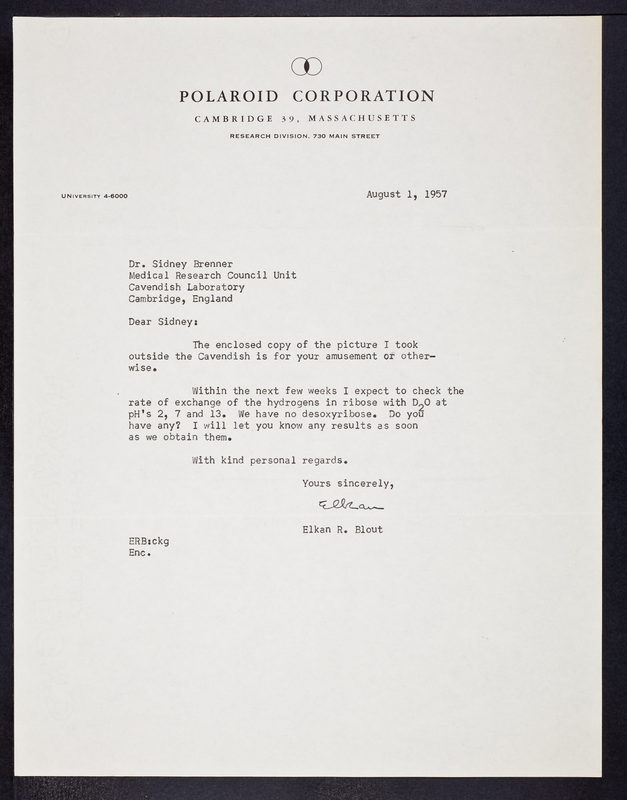 POLAROID CORPORATION
CAMBRIDGE 39, MASSACHUSETTS
RESEARCH DIVISION, 730 MAIN STREET
UNIVERSITY 4-6000
August 1, 1957
Dr. Sidney Brenner
Medical Research Council Unit
Cavendish Laboratory
Cambridge, England
Dear Sidney:
The enclosed copy of the picture I took
outside the Cavendish is for your amusement or other-
wise.
Within the next few weeks I expect to check the
rate of exchange of the hydrogens in ribose with D2O at
pH's 2, 7 and 13. We have no desoxyribose. Do you
have any? I will let you know any results as soon
as we obtain them.
With kind personal regards.
Yours sincerely,
Elkan
Elkan R. Blout
ERB:ckg
Enc.